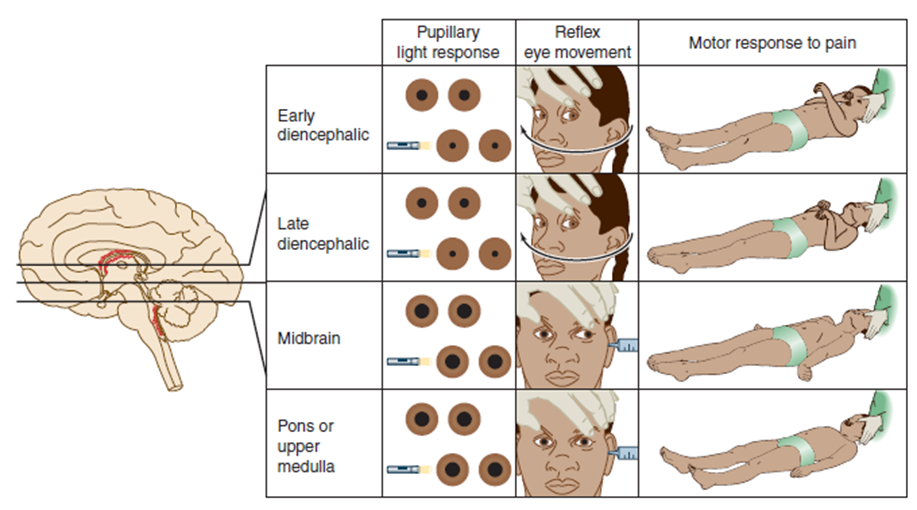 Pupillary
light response
Reflex
eye movement
Motor response to pain
Early
diencephalic
Late
diencephalic
Midbrain
Pons or
upper
medulla